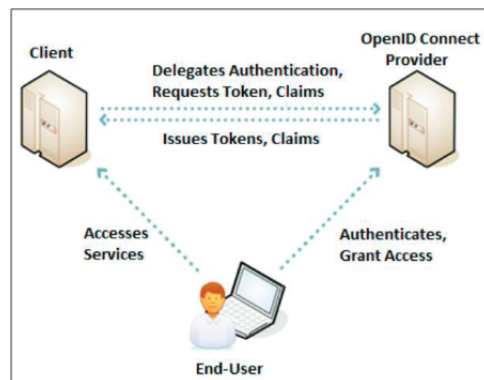 Client
OpenID Connect
Provider
Delegates Authentication,
Requests Token, Claims
Issues Tokens, Claims
Accesses
Services
Authenticates,
Grant Access
End-User